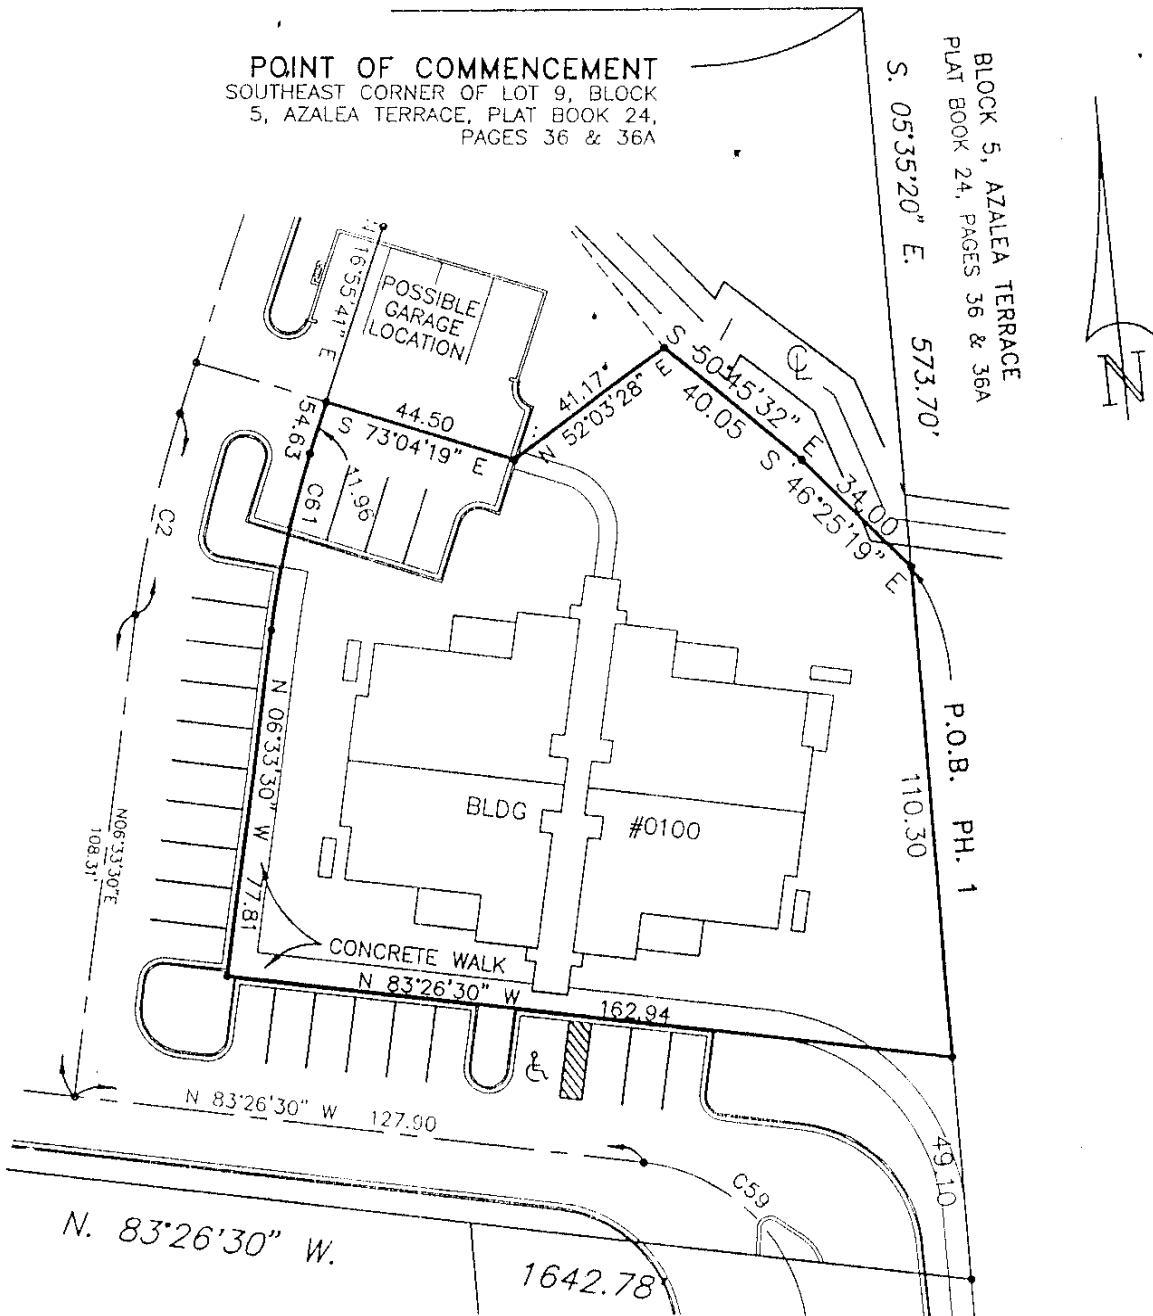 POINT OF COMMENCEMENT
SOUTHEAST CORNER OF LOT 9, BLOCK
5, AZALEA TERRACE, PLAT BOOK 24,
PAGES 36 & 36A
BLOCK 5, AZALEA TERRACE
PLAT BOOK 24, PAGES 36 & 36A
S. 05°35'20" E. 573.70'
N
16°55'41" E
54.63
POSSIBLE
GARAGE
LOCATION
44.50
S 73°04'19" E
41.17'
N 52°03'28" E
S 50°45'32" E
40.05
34.00
S 46°25'19" E
C61
31.96
C2
N 06°33'30" W 77.81
N06°33'30"E
108.31'
BLDG
#0100
P.O.B. PH. 1
110.30
CONCRETE WALK
N 83°26'30" W
162.94
N 83°26'30" W 127.90
49.10
C59
N. 83°26'30" W.
1642.78'